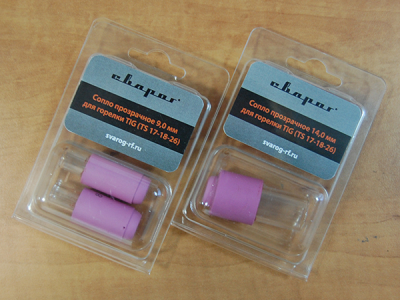 сварог
Сопло прозрачное 9,0 мм
для горелки TIG (TS 17-18-26)
svarog-rf.ru
сварог
Сопло прозрачное 14,0 мм
для горелки TIG (TS 17-18-26)
svarog-rf.ru